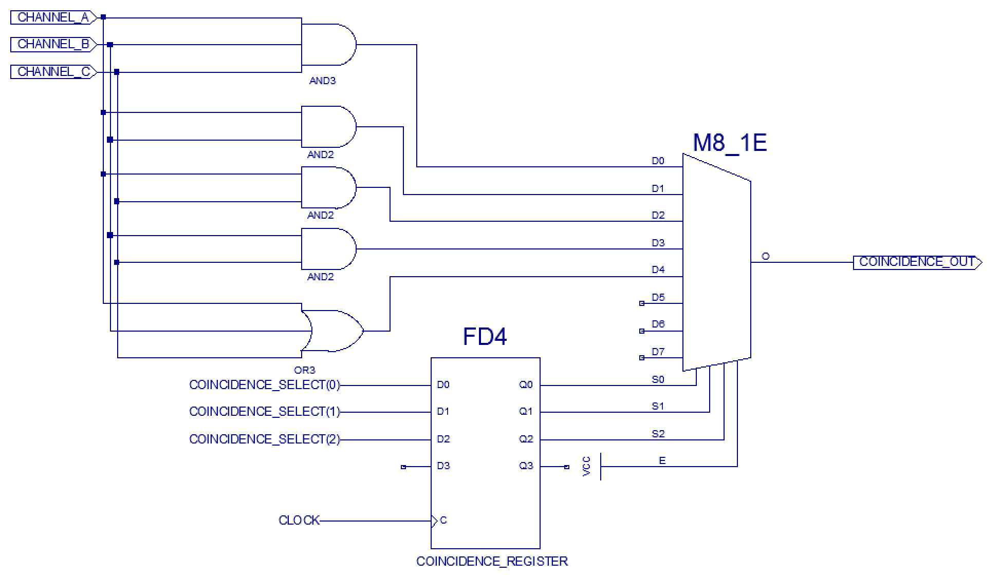 CHANNEL_A
CHANNEL_B
CHANNEL_C
AND3
AND2
AND2
AND2
OR3
M8_1E
D0
D1
D2
D3
D4
D5
D6
D7
O
COINCIDENCE_OUT
S0
S1
S2
E
VCC
FD4
COINCIDENCE_SELECT(0)
COINCIDENCE_SELECT(1)
COINCIDENCE_SELECT(2)
D0 Q0
D1 Q1
D2 Q2
D3 Q3
CLOCK
C
COINCIDENCE_REGISTER